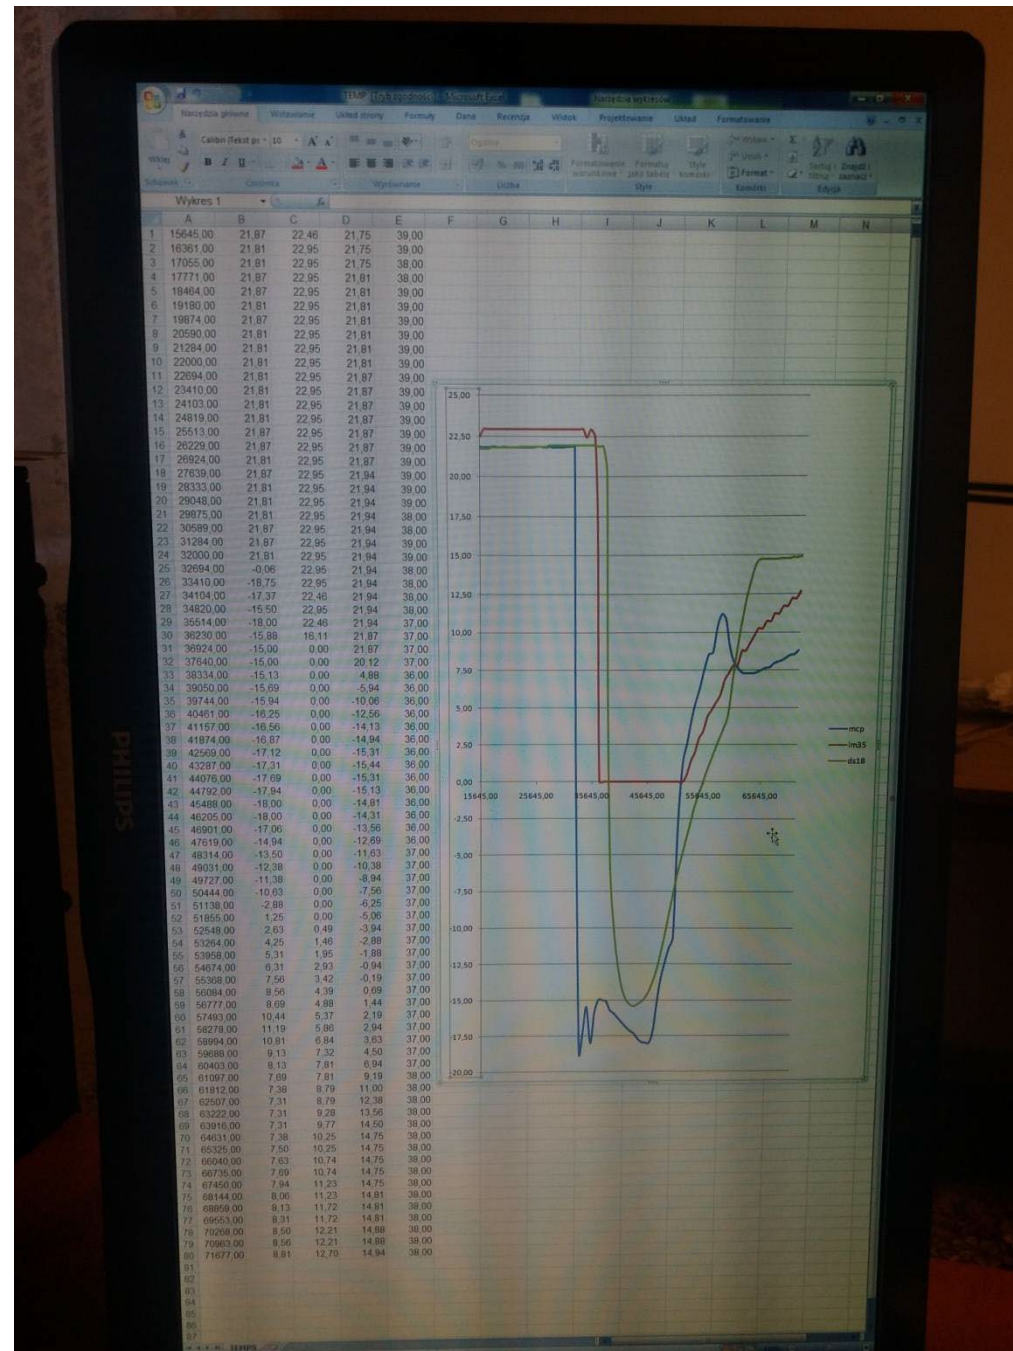 TEMP [Tryb zgodności] - Microsoft Excel
Narzędzia wykresów
Narzędzia główne Wstawianie Układ strony Formuły Dane Recenzja Widok Projektowanie Układ Formatowanie
Wklej
Calibri (Tekst po 10
B I U
Czcionka Wyrównanie Liczba Style Komórki Edycja
Format
Wykres 1
A B C D E F G H I J K L M N
1 15645,00 21,87 22,46 21,75 39,00
2 16361,00 21,81 22,95 21,75 39,00
3 17055,00 21,81 22,95 21,75 38,00
4 17771,00 21,87 22,95 21,81 38,00
5 18464,00 21,87 22,95 21,81 39,00
6 19180,00 21,81 22,95 21,81 39,00
7 19874,00 21,87 22,95 21,81 39,00
8 20590,00 21,81 22,95 21,81 39,00
9 21284,00 21,81 22,95 21,81 39,00
10 22000,00 21,81 22,95 21,81 39,00
11 22694,00 21,81 22,95 21,87 39,00
12 23410,00 21,81 22,95 21,87 39,00
13 24103,00 21,81 22,95 21,87 39,00
14 24819,00 21,81 22,95 21,87 39,00
15 25513,00 21,87 22,95 21,87 39,00
16 26229,00 21,87 22,95 21,87 39,00
17 26924,00 21,81 22,95 21,87 39,00
18 27639,00 21,87 22,95 21,94 39,00
19 28333,00 21,81 22,95 21,94 39,00
20 29048,00 21,81 22,95 21,94 39,00
21 29875,00 21,81 22,95 21,94 38,00
22 30589,00 21,87 22,95 21,94 38,00
23 31284,00 21,87 22,95 21,94 39,00
24 32000,00 21,81 22,95 21,94 39,00
25 32694,00 -0,06 22,95 21,94 38,00
26 33410,00 -18,75 22,95 21,94 38,00
27 34104,00 -17,37 22,46 21,94 38,00
28 34820,00 -15,50 22,95 21,94 38,00
29 35514,00 -18,00 22,46 21,94 37,00
30 36230,00 -15,88 16,11 21,87 37,00
31 36924,00 -15,00 0,00 21,87 37,00
32 37640,00 -15,00 0,00 20,12 37,00
33 38334,00 -15,13 0,00 4,88 36,00
34 39050,00 -15,69 0,00 -5,94 36,00
35 39744,00 -15,94 0,00 -10,06 36,00
36 40461,00 -16,25 0,00 -12,56 36,00
37 41157,00 -16,56 0,00 -14,13 36,00
38 41874,00 -16,87 0,00 -14,94 36,00
39 42569,00 -17,12 0,00 -15,31 36,00
40 43287,00 -17,31 0,00 -15,44 36,00
41 44076,00 -17,69 0,00 -15,31 36,00
42 44792,00 -17,94 0,00 -15,13 36,00
43 45488,00 -18,00 0,00 -14,81 36,00
44 46205,00 -18,00 0,00 -14,31 36,00
45 46901,00 -17,06 0,00 -13,56 36,00
46 47619,00 -14,94 0,00 -12,69 36,00
47 48314,00 -13,50 0,00 -11,63 37,00
48 49031,00 -12,38 0,00 -10,38 37,00
49 49727,00 -11,38 0,00 -8,94 37,00
50 50444,00 -10,63 0,00 -7,56 37,00
51 51138,00 -2,88 0,00 -6,25 37,00
52 51855,00 1,25 0,00 -5,06 37,00
53 52548,00 2,63 0,49 -3,94 37,00
54 53264,00 4,25 1,46 -2,88 37,00
55 53958,00 5,31 1,95 -1,88 37,00
56 54674,00 6,31 2,93 -0,94 37,00
57 55368,00 7,56 3,42 -0,19 37,00
58 56084,00 8,56 4,39 0,69 37,00
59 56777,00 8,69 4,88 1,44 37,00
60 57493,00 10,44 5,37 2,19 37,00
61 58278,00 11,19 5,86 2,94 37,00
62 58994,00 10,81 6,84 3,63 37,00
63 59688,00 9,13 7,32 4,50 37,00
64 60403,00 8,13 7,81 6,94 37,00
65 61097,00 7,69 7,81 9,19 38,00
66 61812,00 7,38 8,79 11,00 38,00
67 62507,00 7,31 8,79 12,38 38,00
68 63222,00 7,31 9,28 13,56 38,00
69 63916,00 7,31 9,77 14,50 38,00
70 64631,00 7,38 10,25 14,75 38,00
71 65325,00 7,50 10,25 14,75 38,00
72 66040,00 7,63 10,74 14,75 38,00
73 66735,00 7,69 10,74 14,75 38,00
74 67450,00 7,94 11,23 14,75 38,00
75 68144,00 8,06 11,23 14,81 38,00
76 68859,00 8,13 11,72 14,81 38,00
77 69553,00 8,31 11,72 14,81 38,00
78 70268,00 8,50 12,21 14,88 38,00
79 70963,00 8,56 12,21 14,88 38,00
80 71677,00 8,81 12,70 14,94 38,00
81
82
83
84
85
86
87
25,00
22,50
20,00
17,50
15,00
12,50
10,00
7,50
5,00
2,50
0,00
15645,00 25645,00 35645,00 45645,00 55645,00 65645,00
-2,50
-5,00
-7,50
-10,00
-12,50
-15,00
-17,50
-20,00
mcp
lm35
ds18
TEMPS
PHILIPS